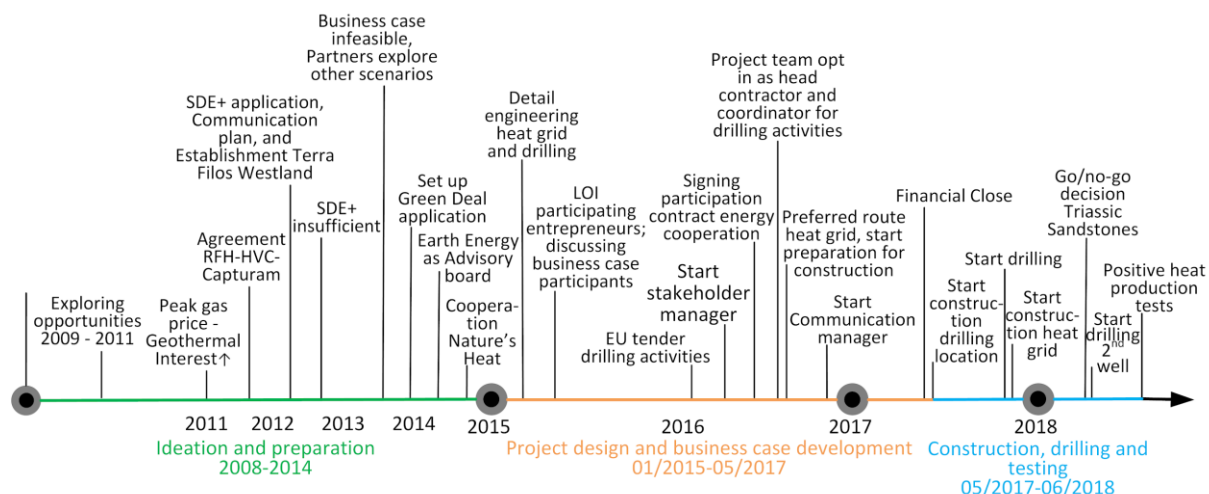 Exploring
opportunities
2009 - 2011
Peak gas
price -
Geothermal
Interest↑
Agreement
RFH-HVC-
Capturam
SDE+ application,
Communication
plan, and
Establishment Terra
Filos Westland
SDE+
insufficient
Business case
infeasible,
Partners explore
other scenarios
Set up
Green Deal
application
Earth Energy
as Advisory
board
Coopera-
tion
Nature's
Heat
Detail
engineering
heat grid
and drilling
LOI
participating
entrepreneurs;
discussing
business case
participants
EU tender
drilling activities
Start
stakeholder
manager
Signing
participation
contract energy
cooperation
Project team opt
in as head
contractor and
coordinator for
drilling activities
Preferred route
heat grid, start
preparation for
construction
Start
Communication
manager
Financial Close
Start
construc-
tion
drilling
location
Start drilling
Start
construc-
tion heat
grid
Go/no-go
decision
Triassic
Sandstones
Start
drilling
2nd
well
Positive heat
production
tests
2011
2012
2013
2014
2015
2016
2017
2018
Ideation and preparation
2008-2014
Project design and business case development
01/2015-05/2017
Construction, drilling and
testing
05/2017-06/2018